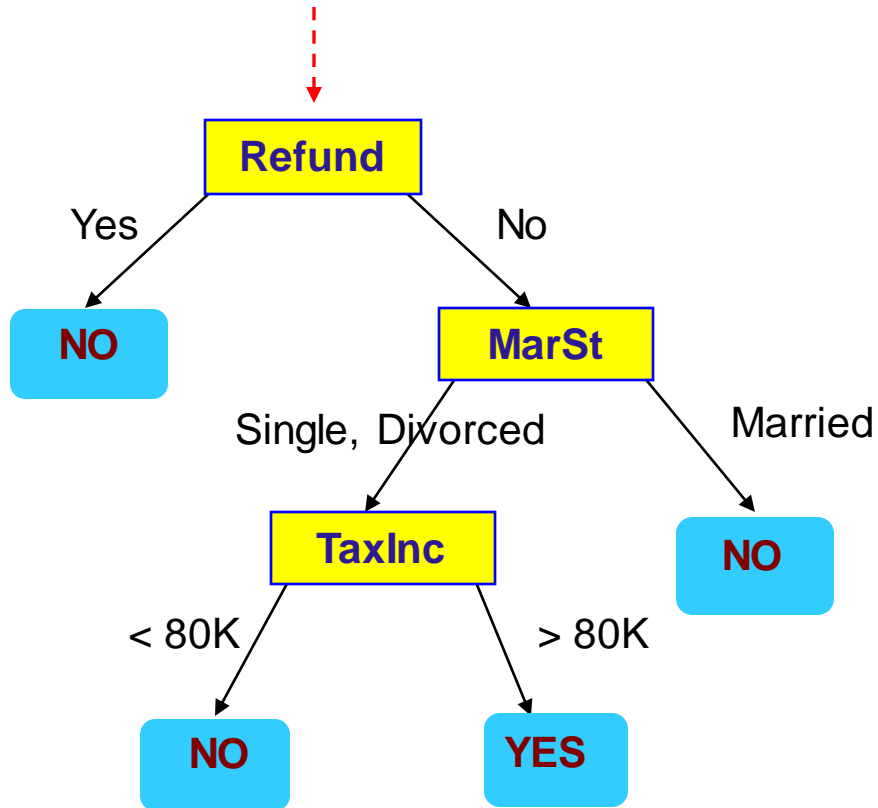 Refund
Yes
No
NO
MarSt
Single, Divorced
Married
TaxInc
NO
< 80K
> 80K
NO
YES